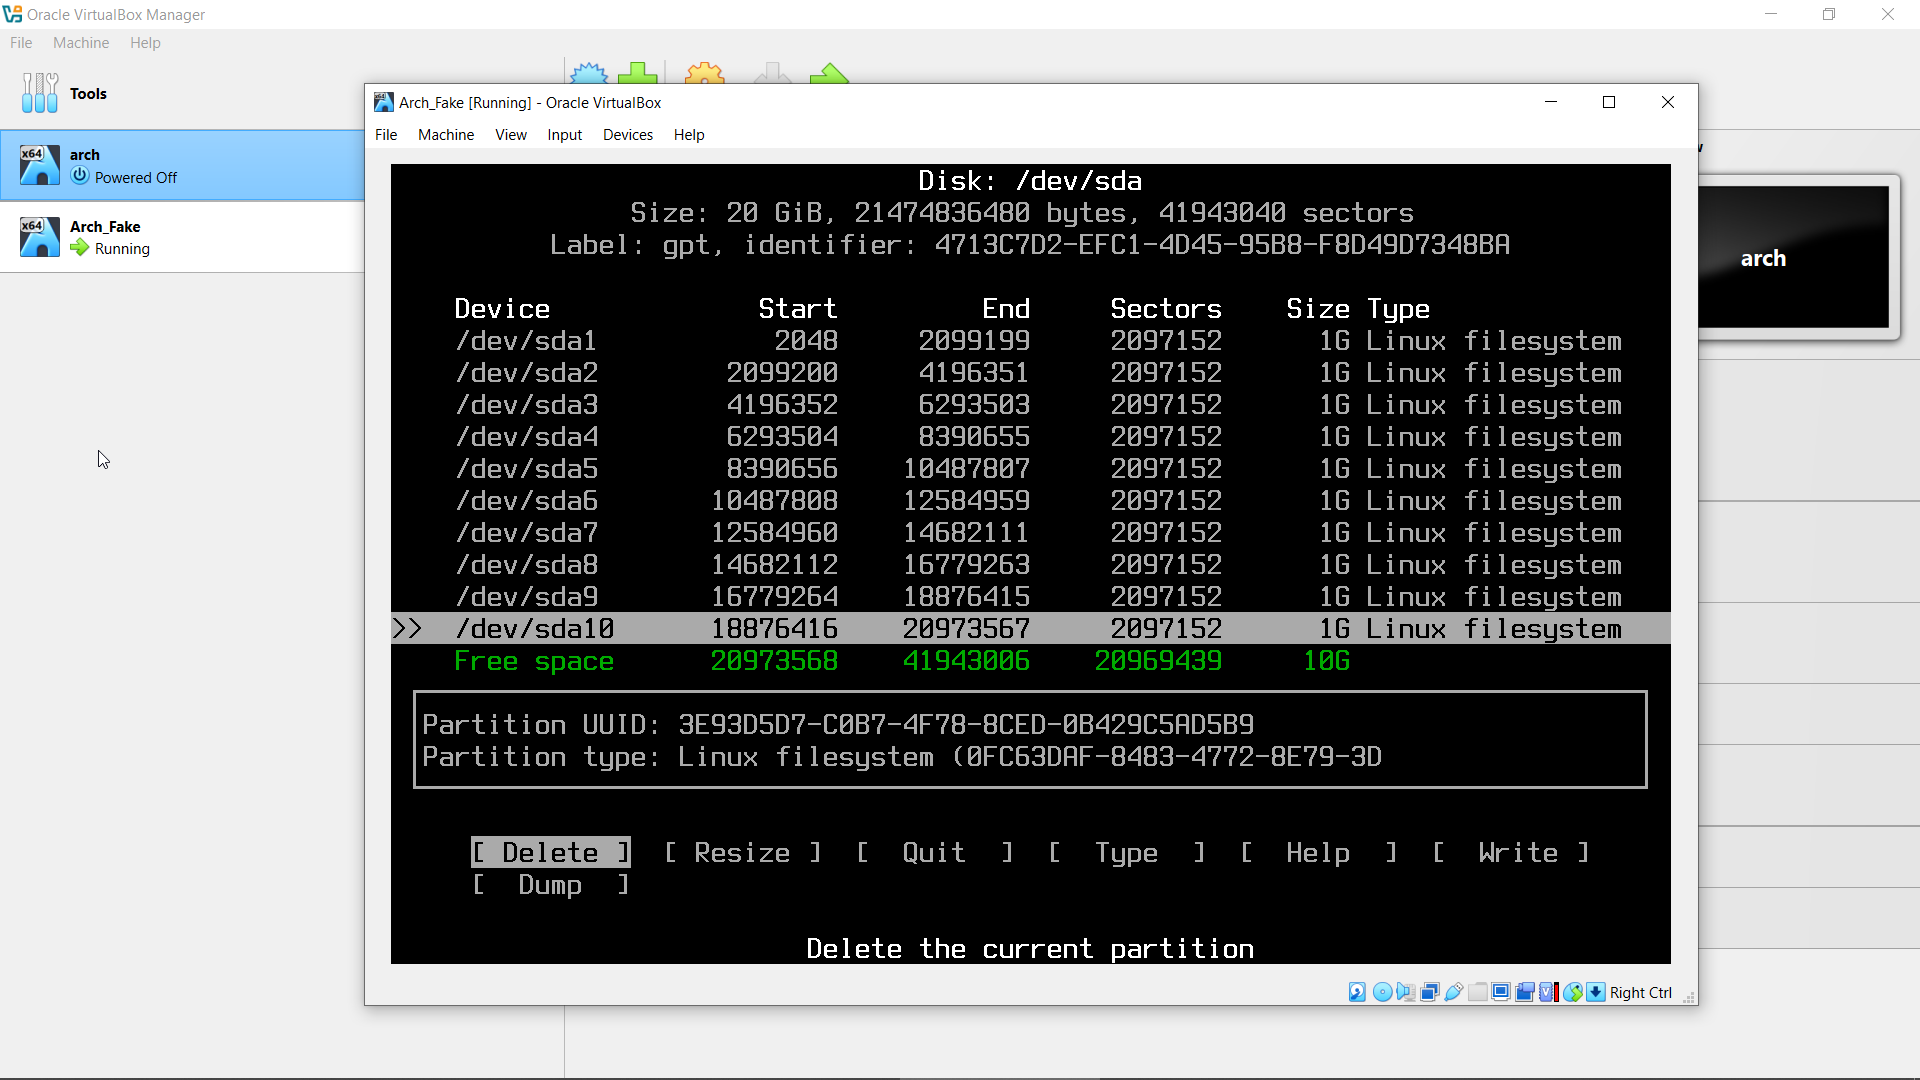 Oracle VirtualBox Manager
File Machine Help
Tools
x64 arch
Powered Off
x64 Arch_Fake
Running
Arch_Fake [Running] - Oracle VirtualBox
File Machine View Input Devices Help
Disk: /dev/sda
Size: 20 GiB, 21474836480 bytes, 41943040 sectors
Label: gpt, identifier: 4713C7D2-EFC1-4D45-95B8-F8D49D7348BA
Device Start End Sectors Size Type
/dev/sda1 2048 2099199 2097152 1G Linux filesystem
/dev/sda2 2099200 4196351 2097152 1G Linux filesystem
/dev/sda3 4196352 6293503 2097152 1G Linux filesystem
/dev/sda4 6293504 8390655 2097152 1G Linux filesystem
/dev/sda5 8390656 10487807 2097152 1G Linux filesystem
/dev/sda6 10487808 12584959 2097152 1G Linux filesystem
/dev/sda7 12584960 14682111 2097152 1G Linux filesystem
/dev/sda8 14682112 16779263 2097152 1G Linux filesystem
/dev/sda9 16779264 18876415 2097152 1G Linux filesystem
>> /dev/sda10 18876416 20973567 2097152 1G Linux filesystem
Free space 20973568 41943006 20969439 10G
Partition UUID: 3E93D5D7-C0B7-4F78-8CED-0B429C5AD5B9
Partition type: Linux filesystem (0FC63DAF-8483-4772-8E79-3D
[ Delete ] [ Resize ] [ Quit ] [ Type ] [ Help ] [ Write ]
[ Dump ]
Delete the current partition
Right Ctrl
arch